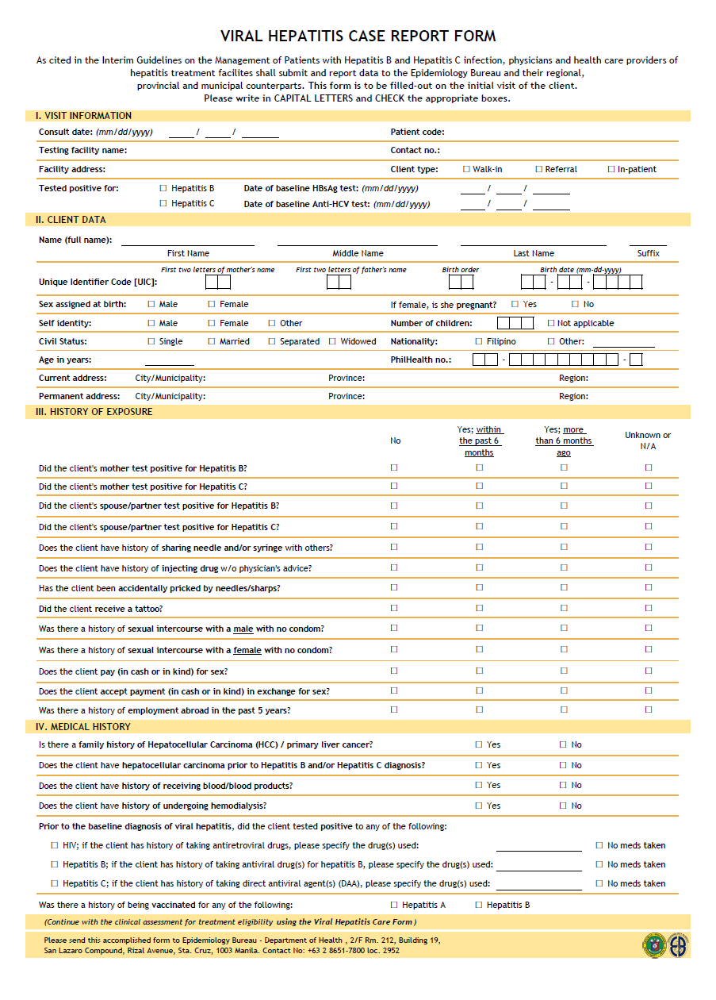 VIRAL HEPATITIS CASE REPORT FORM
As cited in the Interim Guidelines on the Management of Patients with Hepatitis B and Hepatitis C infection, physicians and health care providers of
hepatitis treatment facilites shall submit and report data to the Epidemiology Bureau and their regional,
provincial and municipal counterparts. This form is to be filled-out on the initial visit of the client.
Please write in CAPITAL LETTERS and CHECK the appropriate boxes.
I. VISIT INFORMATION
Consult date: (mm/dd/yyyy) ____ / ____ / ______ Patient code:
Testing facility name: Contact no.:
Facility address: Client type: ☐ Walk-in ☐ Referral ☐ In-patient
Tested positive for: ☐ Hepatitis B Date of baseline HBsAg test: (mm/dd/yyyy) ____ / ____ / ______
☐ Hepatitis C Date of baseline Anti-HCV test: (mm/dd/yyyy) ____ / ____ / ______
II. CLIENT DATA
Name (full name):
First Name Middle Name Last Name Suffix
First two letters of mother's name First two letters of father's name Birth order Birth date (mm-dd-yyyy)
Unique Identifier Code [UIC]: - -
Sex assigned at birth: ☐ Male ☐ Female If female, is she pregnant? ☐ Yes ☐ No
Self identity: ☐ Male ☐ Female ☐ Other Number of children: ☐ Not applicable
Civil Status: ☐ Single ☐ Married ☐ Separated ☐ Widowed Nationality: ☐ Filipino ☐ Other: ______
Age in years: ______ PhilHealth no.: - -
Current address: City/Municipality: Province: Region:
Permanent address: City/Municipality: Province: Region:
III. HISTORY OF EXPOSURE
No Yes; within the past 6 months Yes; more than 6 months ago Unknown or N/A
Did the client's mother test positive for Hepatitis B? ☐ ☐ ☐ ☐
Did the client's mother test positive for Hepatitis C? ☐ ☐ ☐ ☐
Did the client's spouse/partner test positive for Hepatitis B? ☐ ☐ ☐ ☐
Did the client's spouse/partner test positive for Hepatitis C? ☐ ☐ ☐ ☐
Does the client have history of sharing needle and/or syringe with others? ☐ ☐ ☐ ☐
Does the client have history of injecting drug w/o physician's advice? ☐ ☐ ☐ ☐
Has the client been accidentally pricked by needles/sharps? ☐ ☐ ☐ ☐
Did the client receive a tattoo? ☐ ☐ ☐ ☐
Was there a history of sexual intercourse with a male with no condom? ☐ ☐ ☐ ☐
Was there a history of sexual intercourse with a female with no condom? ☐ ☐ ☐ ☐
Does the client pay (in cash or in kind) for sex? ☐ ☐ ☐ ☐
Does the client accept payment (in cash or in kind) in exchange for sex? ☐ ☐ ☐ ☐
Was there a history of employment abroad in the past 5 years? ☐ ☐ ☐ ☐
IV. MEDICAL HISTORY
Is there a family history of Hepatocellular Carcinoma (HCC) / primary liver cancer? ☐ Yes ☐ No
Does the client have hepatocellular carcinoma prior to Hepatitis B and/or Hepatitis C diagnosis? ☐ Yes ☐ No
Does the client have history of receiving blood/blood products? ☐ Yes ☐ No
Does the client have history of undergoing hemodialysis? ☐ Yes ☐ No
Prior to the baseline diagnosis of viral hepatitis, did the client tested positive to any of the following:
☐ HIV; if the client has history of taking antiretroviral drugs, please specify the drug(s) used: ______ ☐ No meds taken
☐ Hepatitis B; if the client has history of taking antiviral drug(s) for hepatitis B, please specify the drug(s) used: ______ ☐ No meds taken
☐ Hepatitis C; if the client has history of taking direct antiviral agent(s) (DAA), please specify the drug(s) used: ______ ☐ No meds taken
Was there a history of being vaccinated for any of the following: ☐ Hepatitis A ☐ Hepatitis B
(Continue with the clinical assessment for treatment eligibility using the Viral Hepatitis Care Form)
Please send this accomplished form to Epidemiology Bureau - Department of Health , 2/F Rm. 212, Building 19,
San Lazaro Compound, Rizal Avenue, Sta. Cruz, 1003 Manila. Contact No: +63 2 8651-7800 loc. 2952